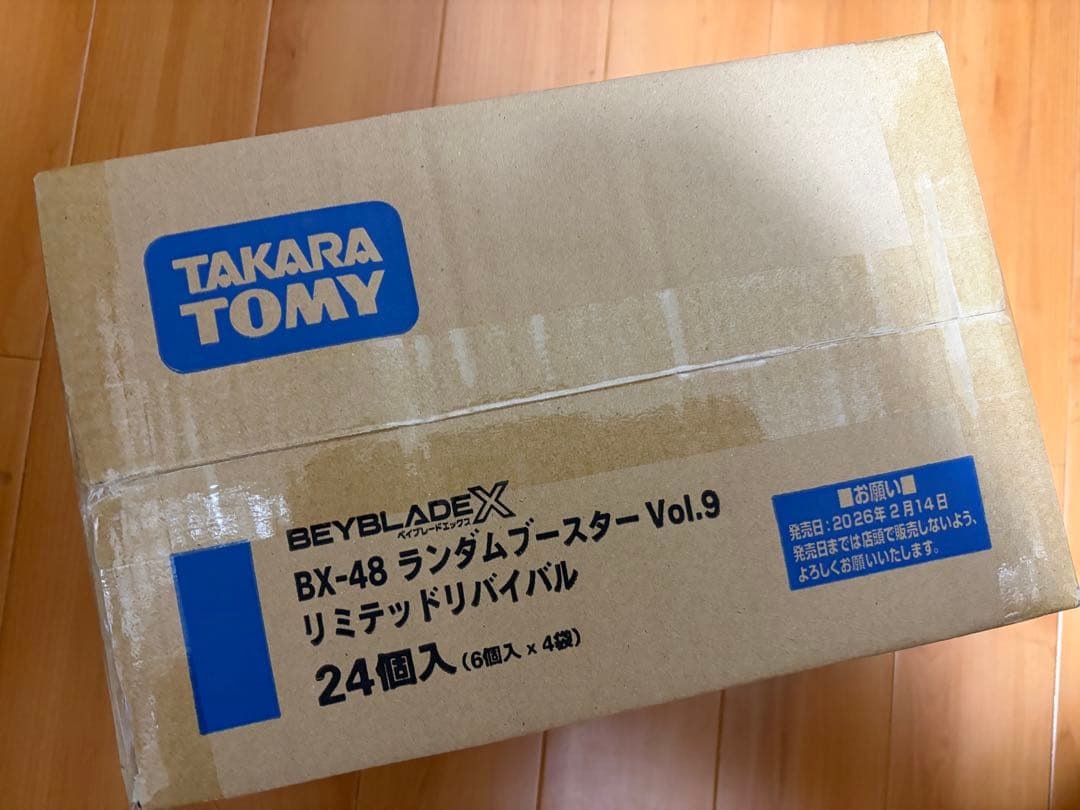 TAKARA
TOMY
BEYBLADE X
ベイブレードエックス
BX-48 ランダムブースター Vol.9
リミテッドリバイバル
24個入(6個入 x 4袋)
■お願い■
発売日:2026年2月14日
発売日までは店頭で販売しないよう、
よろしくお願いいたします。